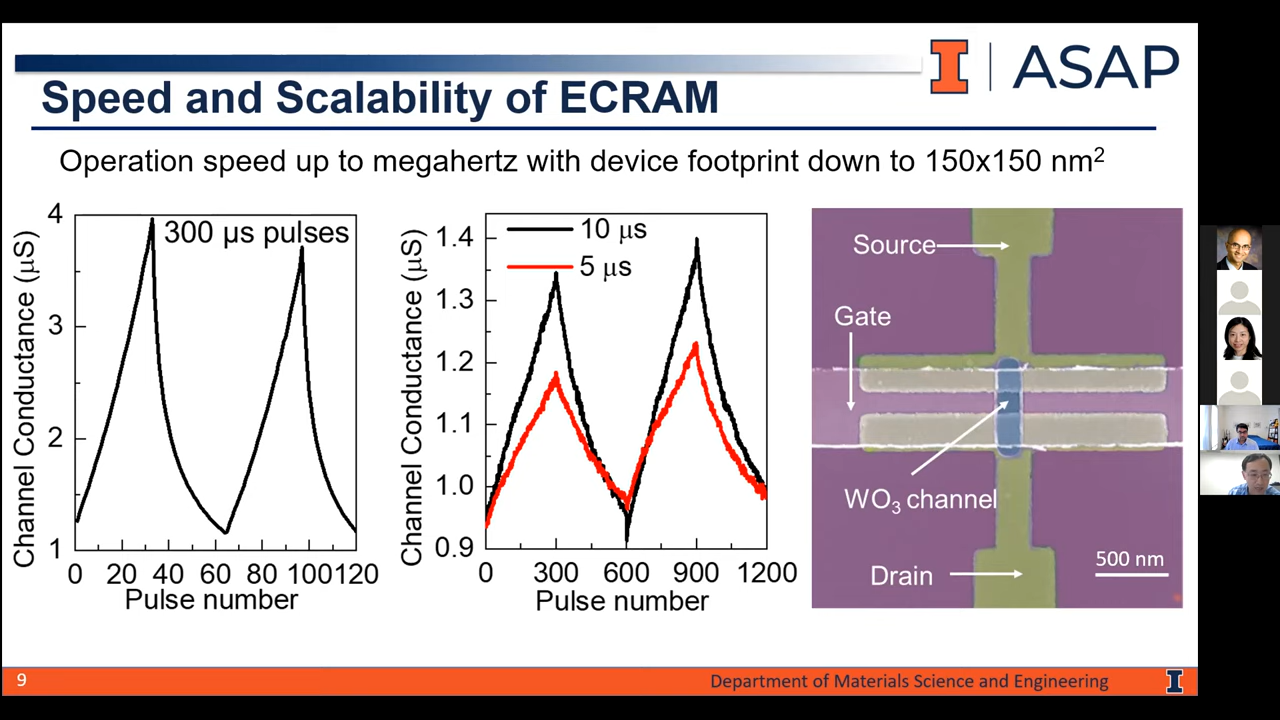 I ASAP
Speed and Scalability of ECRAM
Operation speed up to megahertz with device footprint down to 150x150 nm²
4
3
2
1
Channel Conductance (µS)
300 µs pulses
0 20 40 60 80 100 120
Pulse number
1.4
1.3
1.2
1.1
1.0
0.9
Channel Conductance (µS)
10 µs
5 µs
0 300 600 900 1200
Pulse number
Source
Gate
WO₃ channel
Drain
500 nm
9
Department of Materials Science and Engineering
I